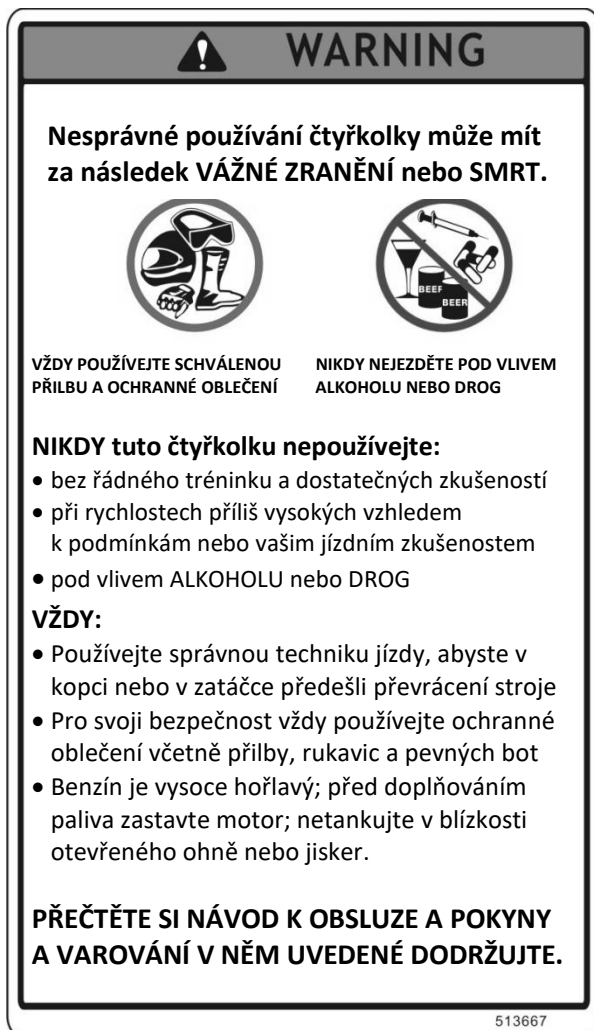 WARNING
Nesprávné používání čtyřkolky může mít
za následek VÁŽNÉ ZRANĚNÍ nebo SMRT.
BEER
BEER
VŽDY POUŽÍVEJTE SCHVÁLENOU
PŘILBU A OCHRANNÉ OBLEČENÍ
NIKDY NEJEZDĚTE POD VLIVEM
ALKOHOLU NEBO DROG
NIKDY tuto čtyřkolku nepoužívejte:
• bez řádného tréninku a dostatečných zkušeností
• při rychlostech příliš vysokých vzhledem
k podmínkám nebo vašim jízdním zkušenostem
• pod vlivem ALKOHOLU nebo DROG
VŽDY:
• Používejte správnou techniku jízdy, abyste v
kopci nebo v zatáčce předešli převrácení stroje
• Pro svoji bezpečnost vždy používejte ochranné
oblečení včetně přilby, rukavic a pevných bot
• Benzín je vysoce hořlavý; před doplňováním
paliva zastavte motor; netankujte v blízkosti
otevřeného ohně nebo jisker.
PŘEČTĚTE SI NÁVOD K OBSLUZE A POKYNY
A VAROVÁNÍ V NĚM UVEDENÉ DODRŽUJTE.
513667